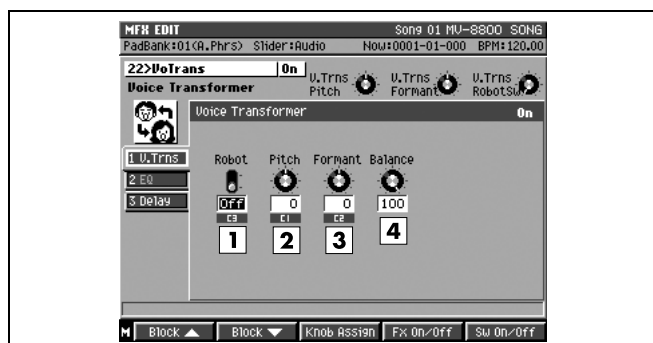 MFX EDIT Song 01 MV-8800 SONG
PadBank:01(A.Phrs) Slider:Audio Now:0001-01-000 BPM:120.00
22>VoTrans On
Voice Transformer
V.Trns Pitch
V.Trns Formant
V.Trns RobotSw
Voice Transformer On
1 V.Trns
2 EQ
3 Delay
Robot Pitch Formant Balance
Off 0 0 100
C3 C1 C2
1 2 3 4
M Block ▲ Block ▼ Knob Assign Fx On/Off Sw On/Off